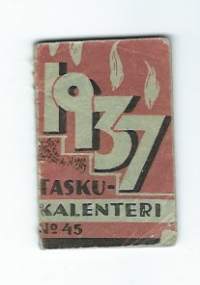 1937
TASKU-
KALENTERI
No 45